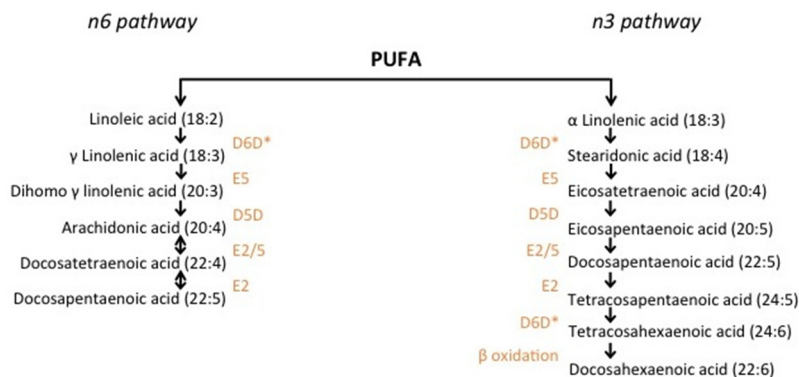 n6 pathway
n3 pathway
PUFA
Linoleic acid (18:2)
D6D*
γ Linolenic acid (18:3)
E5
Dihomo γ linolenic acid (20:3)
D5D
Arachidonic acid (20:4)
E2/5
Docosatetraenoic acid (22:4)
E2
Docosapentaenoic acid (22:5)
α Linolenic acid (18:3)
D6D*
Stearidonic acid (18:4)
E5
Eicosatetraenoic acid (20:4)
D5D
Eicosapentaenoic acid (20:5)
E2/5
Docosapentaenoic acid (22:5)
E2
Tetracosapentaenoic acid (24:5)
D6D*
Tetracosahexaenoic acid (24:6)
β oxidation
Docosahexaenoic acid (22:6)